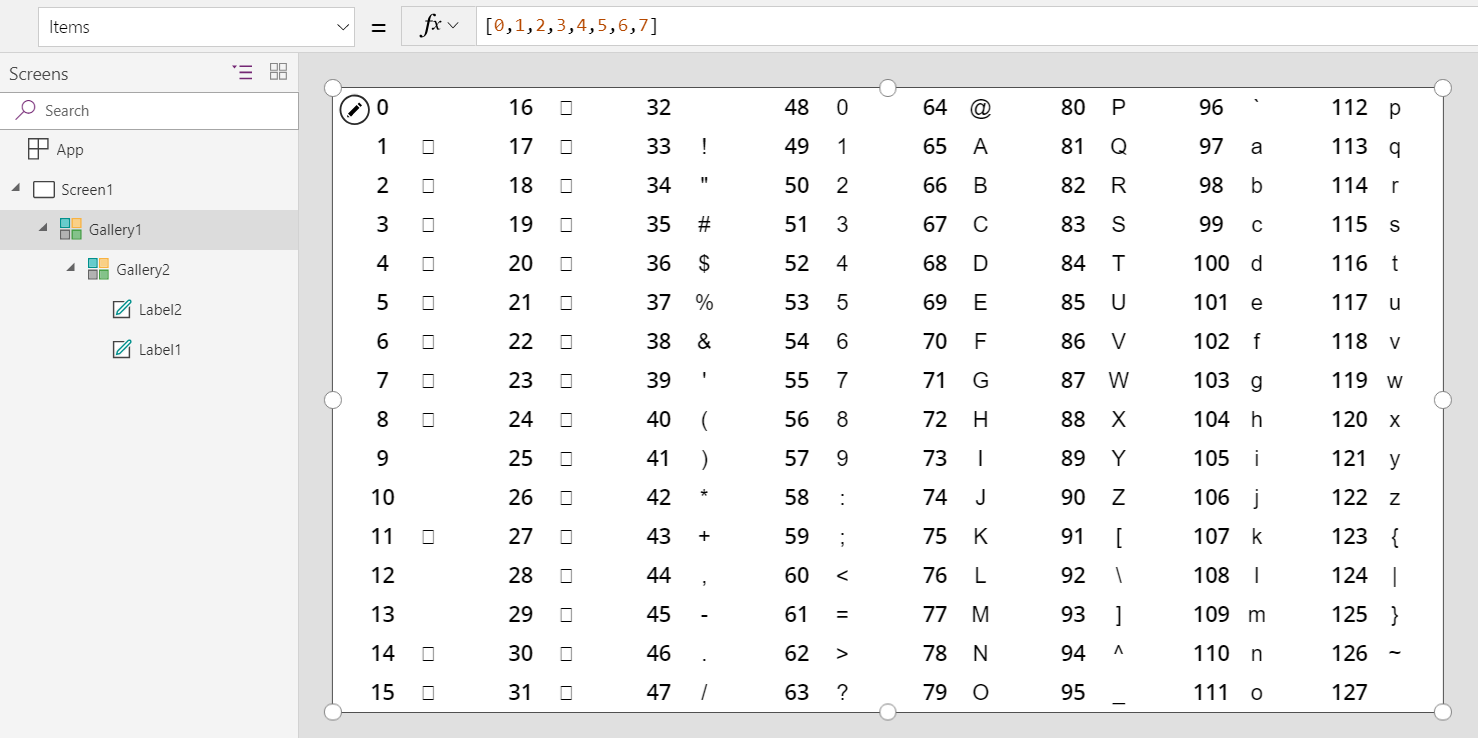 Items = fx [0,1,2,3,4,5,6,7]
Screens
Search
App
Screen1
Gallery1
Gallery2
Label2
Label1
0 16 □ 32 48 0 64 @ 80 P 96 ` 112 p
1 □ 17 □ 33 ! 49 1 65 A 81 Q 97 a 113 q
2 □ 18 □ 34 " 50 2 66 B 82 R 98 b 114 r
3 □ 19 □ 35 # 51 3 67 C 83 S 99 c 115 s
4 □ 20 □ 36 $ 52 4 68 D 84 T 100 d 116 t
5 □ 21 □ 37 % 53 5 69 E 85 U 101 e 117 u
6 □ 22 □ 38 & 54 6 70 F 86 V 102 f 118 v
7 □ 23 □ 39 ' 55 7 71 G 87 W 103 g 119 w
8 □ 24 □ 40 ( 56 8 72 H 88 X 104 h 120 x
9 25 □ 41 ) 57 9 73 I 89 Y 105 i 121 y
10 26 □ 42 * 58 : 74 J 90 Z 106 j 122 z
11 □ 27 □ 43 + 59 ; 75 K 91 [ 107 k 123 {
12 28 □ 44 , 60 < 76 L 92 \ 108 l 124 |
13 29 □ 45 - 61 = 77 M 93 ] 109 m 125 }
14 □ 30 □ 46 . 62 > 78 N 94 ^ 110 n 126 ~
15 □ 31 □ 47 / 63 ? 79 O 95 _ 111 o 127